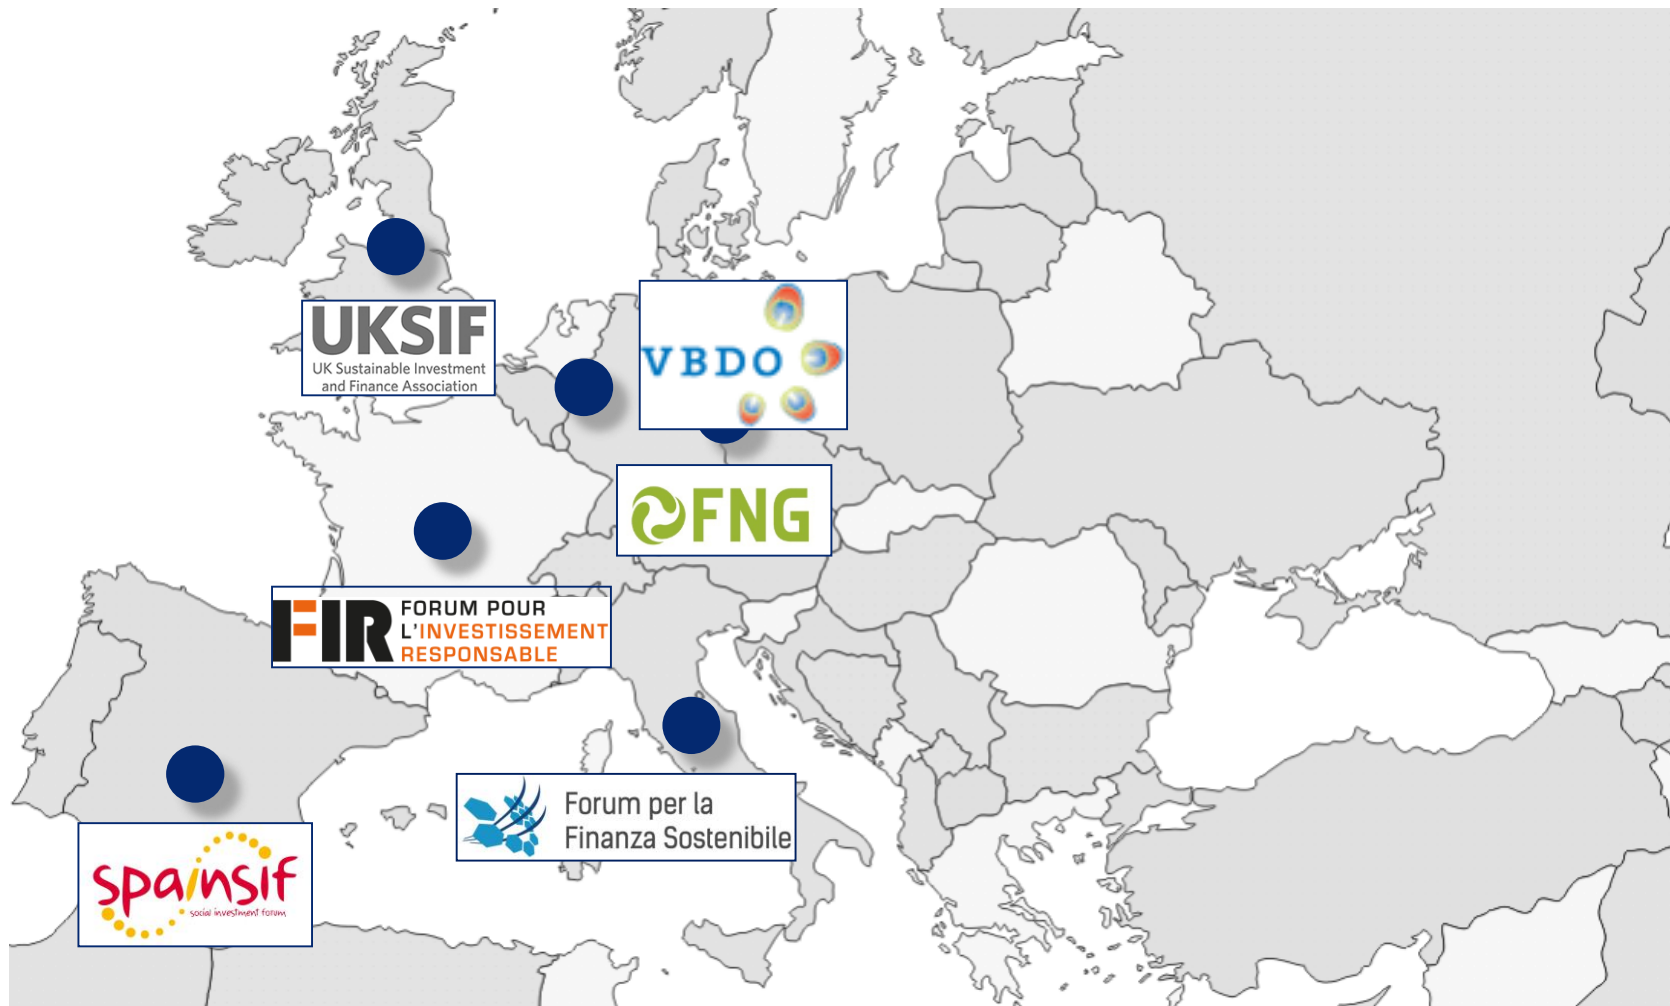 UKSIF
UK Sustainable Investment
and Finance Association
VBDO
FNG
FIR
FORUM POUR
L'INVESTISSEMENT
RESPONSABLE
Forum per la
Finanza Sostenibile
spainsif
social investment forum